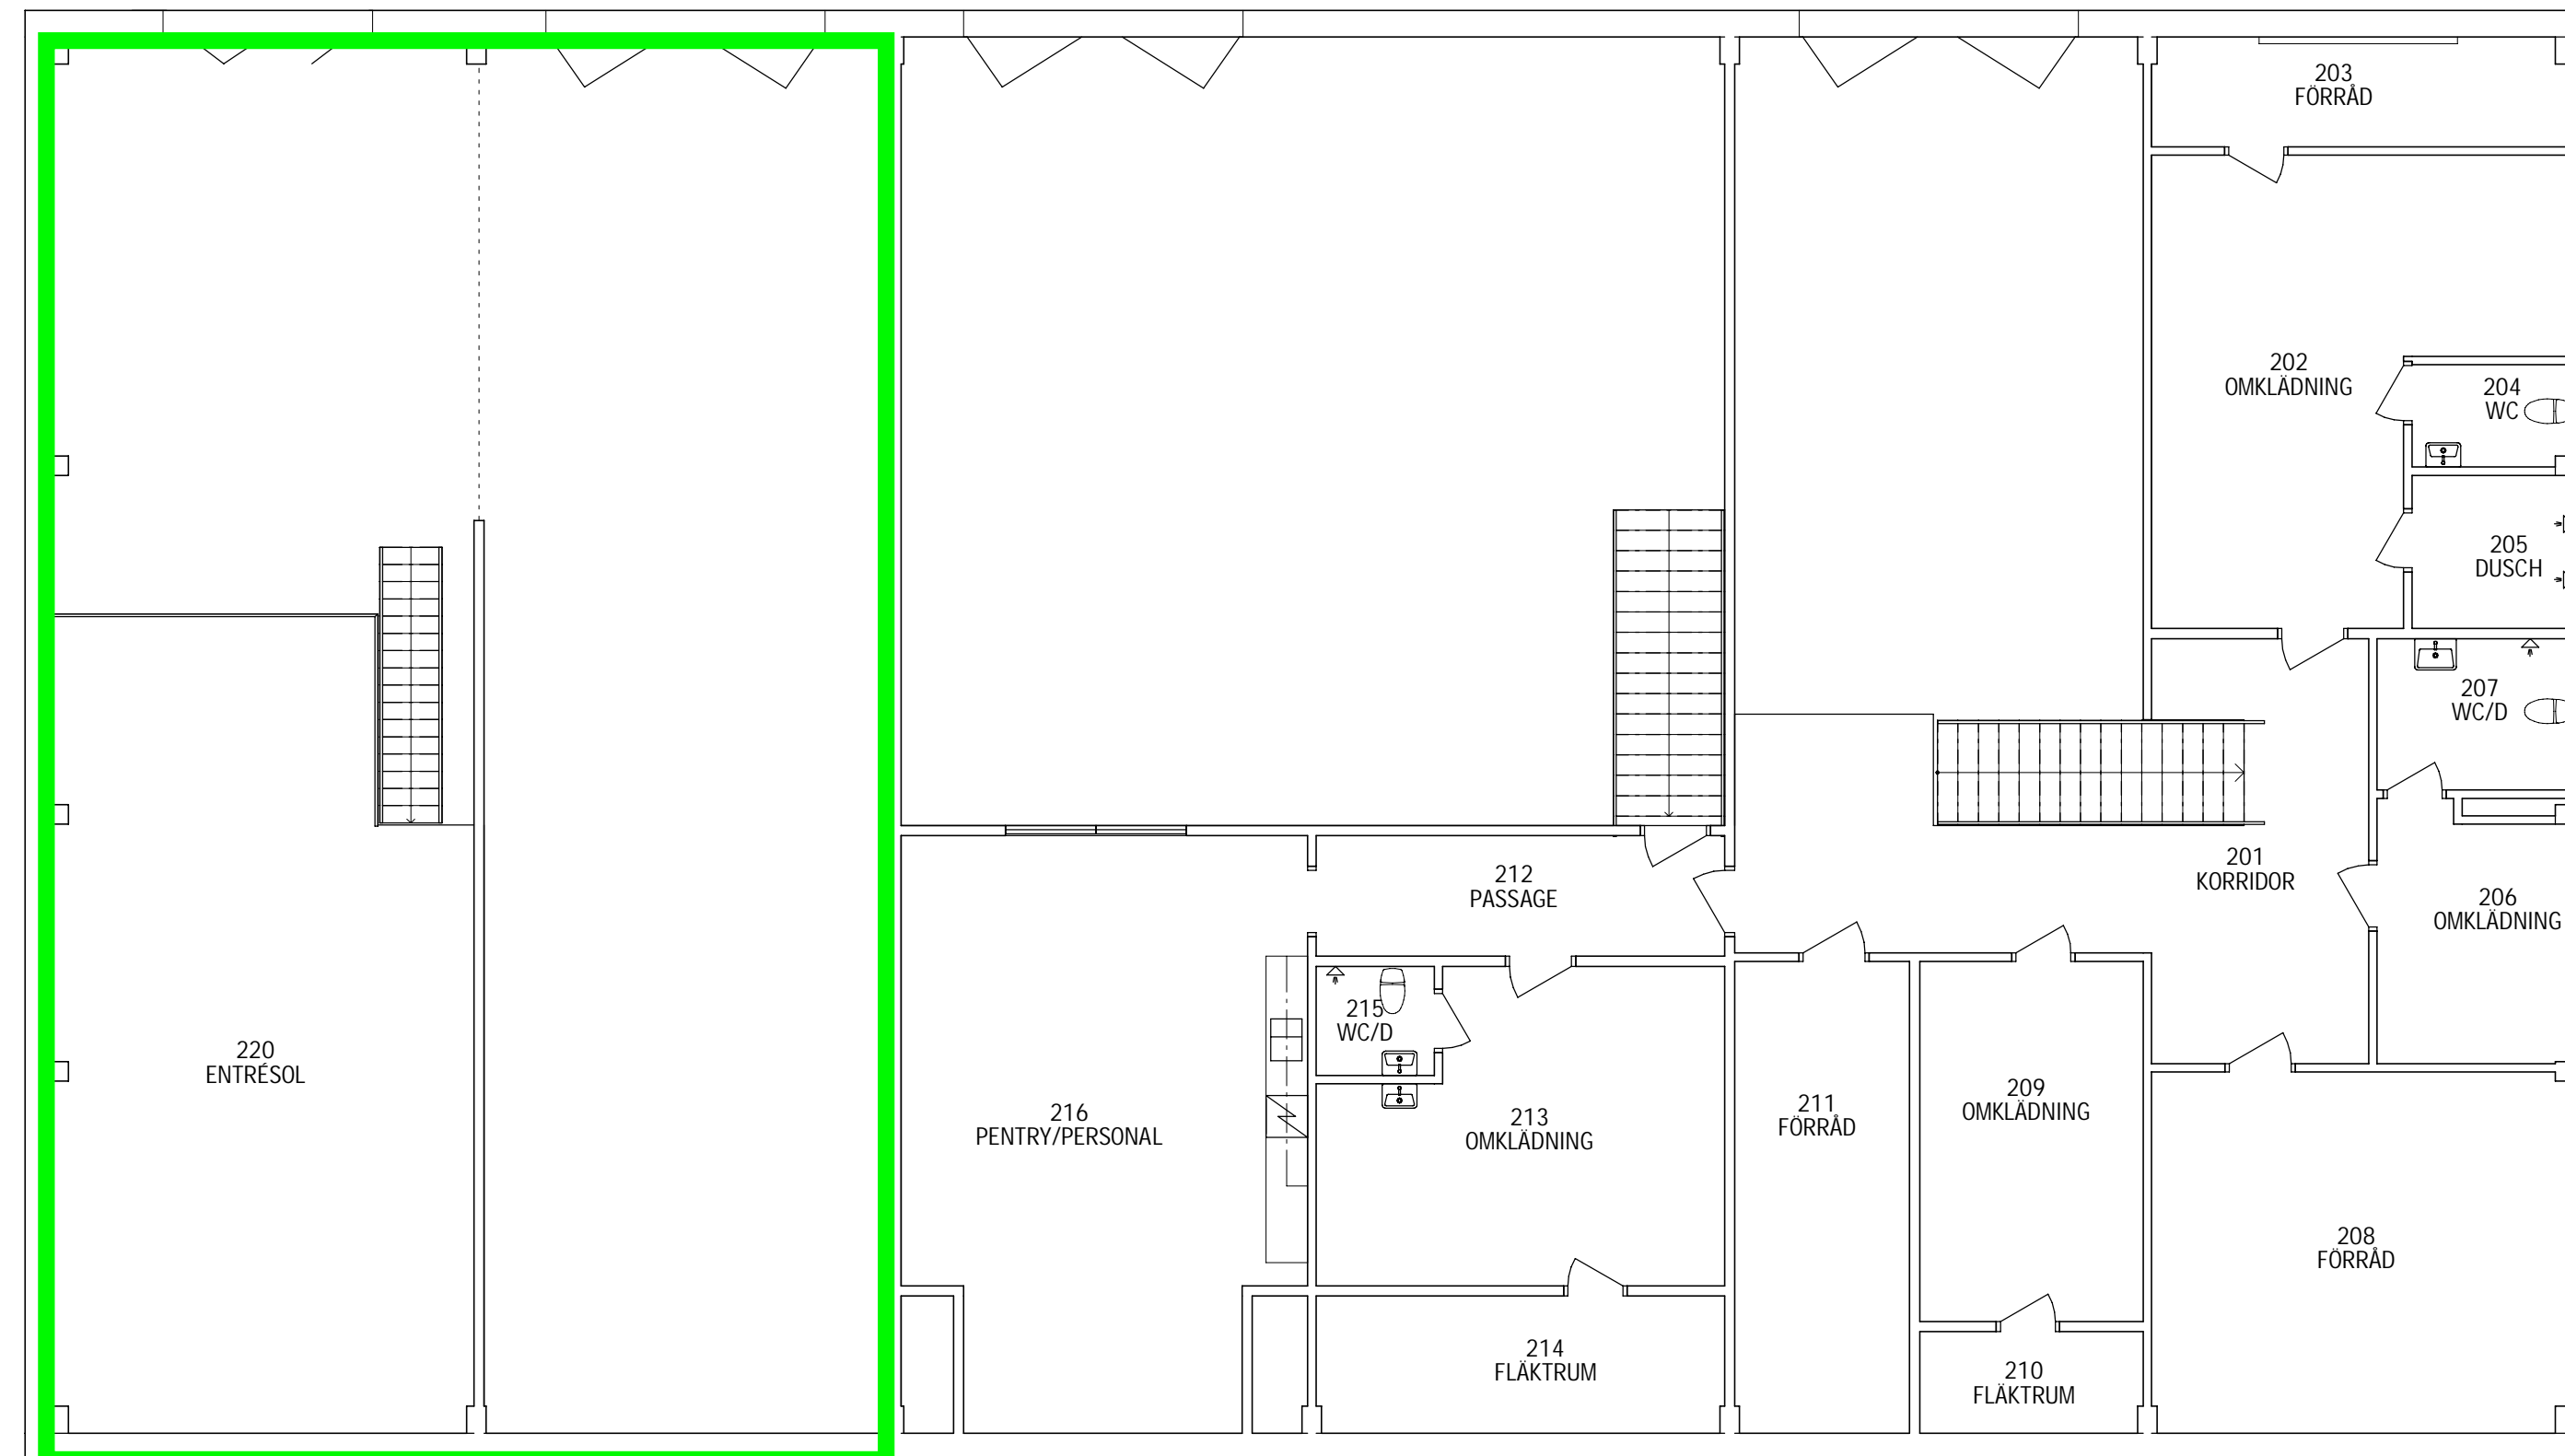 203
FÖRRÅD
202
OMKLÄDNING
204
WC
205
DUSCH
207
WC/D
201
KORRIDOR
206
OMKLÄDNING
212
PASSAGE
215
WC/D
220
ENTRÉSOL
216
PENTRY/PERSONAL
213
OMKLÄDNING
211
FÖRRÅD
209
OMKLÄDNING
208
FÖRRÅD
214
FLÄKTRUM
210
FLÄKTRUM